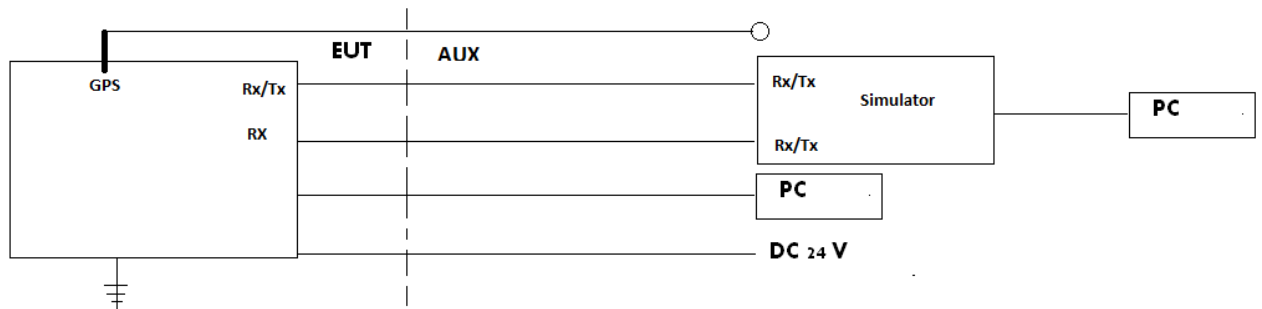 EUT
AUX
GPS
Rx/Tx
Rx/Tx
Simulator
PC
RX
Rx/Tx
PC
DC 24 V